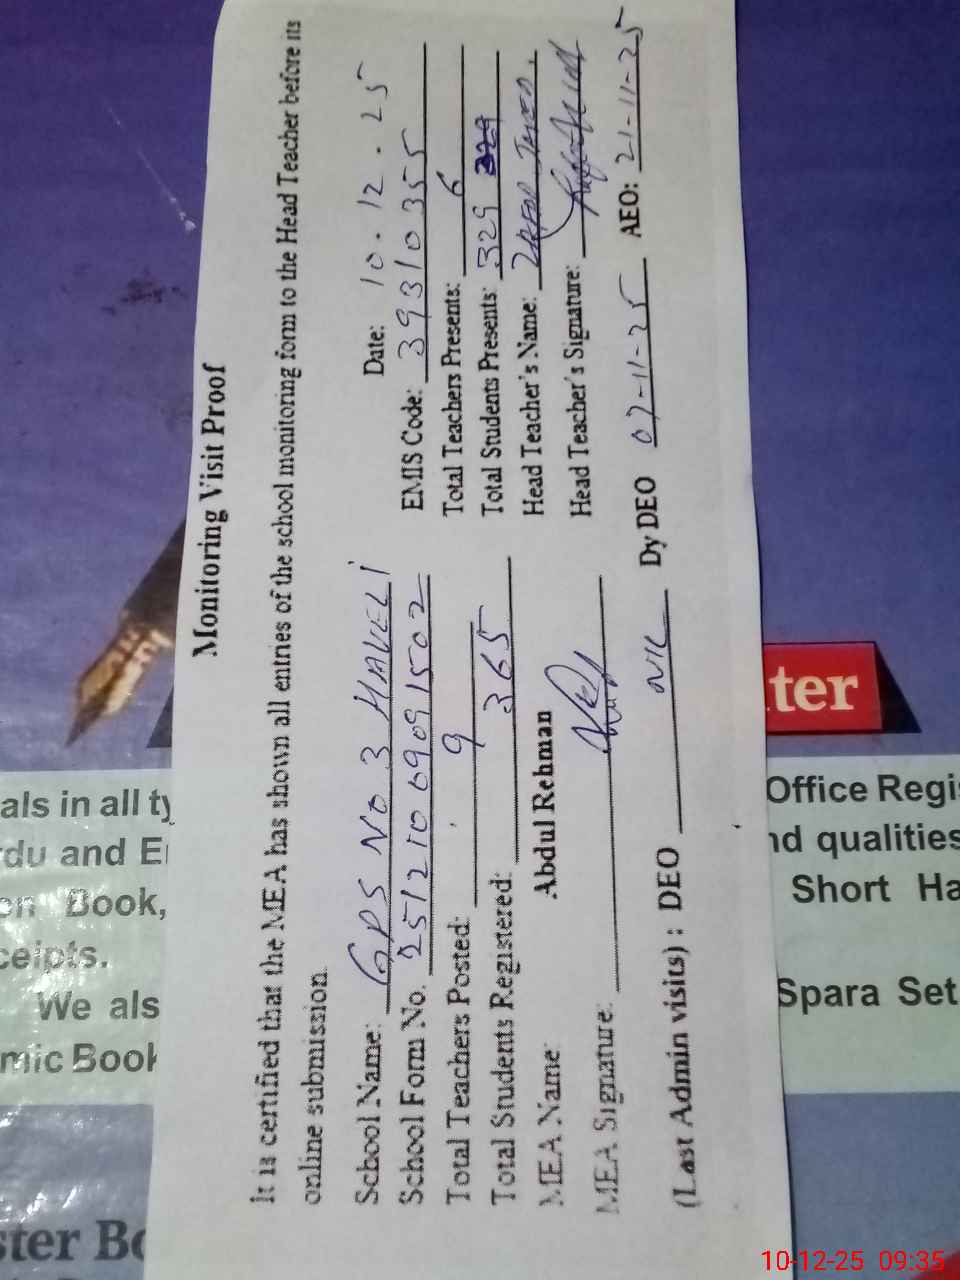 Monitoring Visit Proof
It is certified that the MEA has shown all entries of the school monitoring form to the Head Teacher before its
online submission.
Date: 10.12.25
School Name: GPS NO 3 HAVELI
EMIS Code: 39310355
School Form No. 251210090911502
Total Teachers Presents: 6
Total Teachers Posted: 9
Total Students Presents: 329 329
Total Students Registered: 365
Head Teacher's Name:
MEA Name: Abdul Rehman
Head Teacher's Signature:
MEA Signature:
(Last Admin visits) : DEO NIL Dy DEO 07-11-25 AEO: 21-11-25
als in all ty
rdu and E
Book,
ceipts.
We als
mic Book
ster Bo
ter
Office Regi
nd qualities
Short Ha
Spara Set
10-12-25 09:35